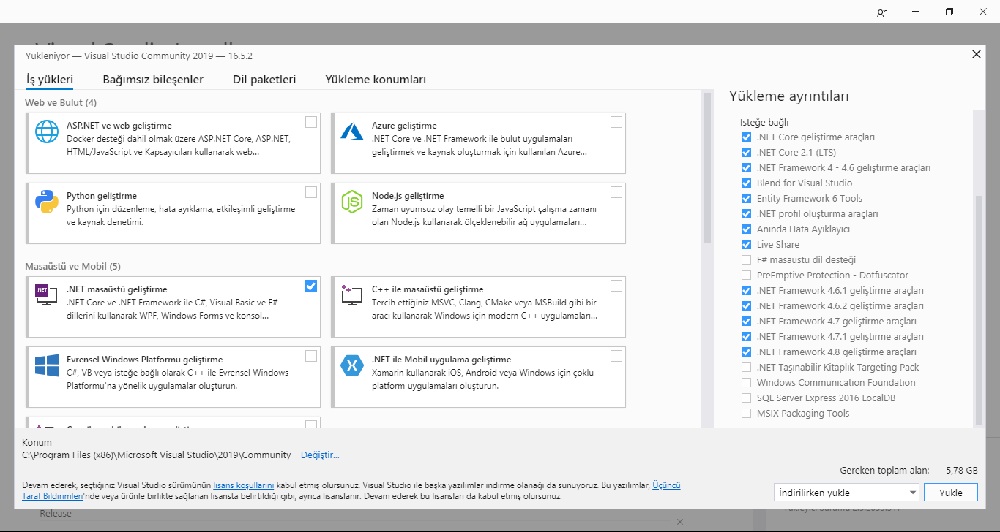 Yükleniyor — Visual Studio Community 2019 — 16.5.2
İş yükleri
Bağımsız bileşenler
Dil paketleri
Yükleme konumları
Web ve Bulut (4)
ASP.NET ve web geliştirme
Docker desteği dahil olmak üzere ASP.NET Core, ASP.NET,
HTML/JavaScript ve Kapsayıcıları kullanarak web...
Azure geliştirme
.NET Core ve .NET Framework ile bulut uygulamaları
geliştirmek ve kaynak oluşturmak için kullanılan Azure...
Python geliştirme
Python için düzenleme, hata ayıklama, etkileşimli geliştirme
ve kaynak denetimi.
JS
Node.js geliştirme
Zaman uyumsuz olay temelli bir JavaScript çalışma zamanı
olan Node.js kullanarak ölçeklenebilir ağ uygulamaları...
Masaüstü ve Mobil (5)
.NET
.NET masaüstü geliştirme
.NET Core ve .NET Framework ile C#, Visual Basic ve F#
dillerini kullanarak WPF, Windows Forms ve konsol...
C++ ile masaüstü geliştirme
Tercih ettiğiniz MSVC, Clang, CMake veya MSBuild gibi bir
aracı kullanarak Windows için modern C++ uygulamaları...
Evrensel Windows Platformu geliştirme
C#, VB veya isteğe bağlı olarak C++ ile Evrensel Windows
Platformu'na yönelik uygulamalar oluşturun.
.NET ile Mobil uygulama geliştirme
Xamarin kullanarak iOS, Android veya Windows için çoklu
platform uygulamaları oluşturun.
Yükleme ayrıntıları
İsteğe bağlı
.NET Core geliştirme araçları
.NET Core 2.1 (LTS)
.NET Framework 4 - 4.6 geliştirme araçları
Blend for Visual Studio
Entity Framework 6 Tools
.NET profil oluşturma araçları
Anında Hata Ayıklayıcı
Live Share
F# masaüstü dil desteği
PreEmptive Protection - Dotfuscator
.NET Framework 4.6.1 geliştirme araçları
.NET Framework 4.6.2 geliştirme araçları
.NET Framework 4.7 geliştirme araçları
.NET Framework 4.7.1 geliştirme araçları
.NET Framework 4.8 geliştirme araçları
.NET Taşınabilir Kitaplık Targeting Pack
Windows Communication Foundation
SQL Server Express 2016 LocalDB
MSIX Packaging Tools
Konum
C:\Program Files (x86)\Microsoft Visual Studio\2019\Community Değiştir...
Gereken toplam alan: 5,78 GB
Devam ederek, seçtiğiniz Visual Studio sürümünün lisans koşullarını kabul etmiş olursunuz. Visual Studio ile başka yazılımlar indirme olanağı da sunuyoruz. Bu yazılımlar, Üçüncü
Taraf Bildirimleri'nde veya ürünle birlikte sağlanan lisansta belirtildiği gibi, ayrıca lisanslanır. Devam ederek bu lisansları da kabul etmiş olursunuz.
İndirilirken yükle
Yükle
Release